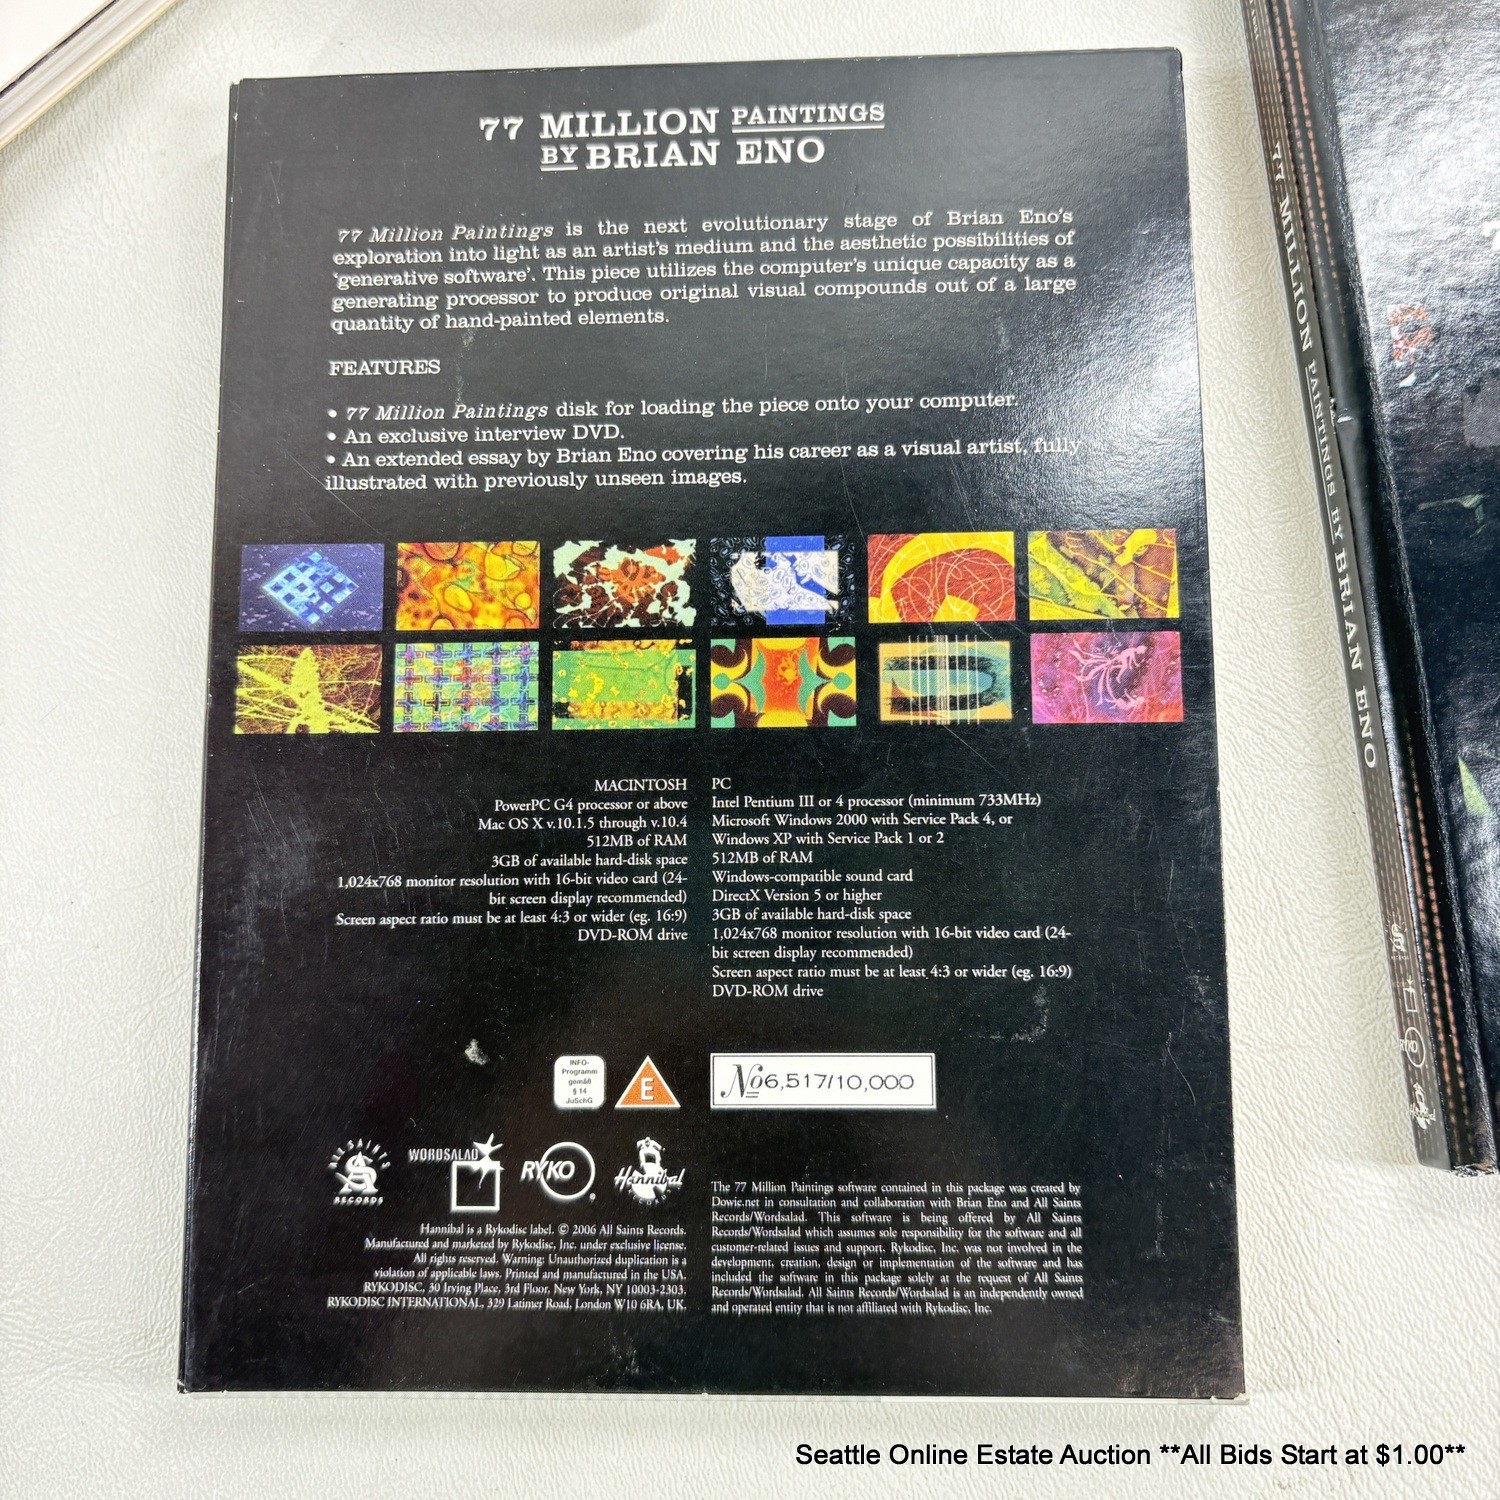 77 MILLION PAINTINGS
BY BRIAN ENO
77 Million Paintings is the next evolutionary stage of Brian Eno's
exploration into light as an artist's medium and the aesthetic possibilities of
'generative software'. This piece utilizes the computer's unique capacity as a
generating processor to produce original visual compounds out of a large
quantity of hand-painted elements.
FEATURES
• 77 Million Paintings disk for loading the piece onto your computer.
• An exclusive interview DVD.
• An extended essay by Brian Eno covering his career as a visual artist, fully
illustrated with previously unseen images.
MACINTOSH
PowerPC G4 processor or above
Mac OS X v.10.1.5 through v.10.4
512MB of RAM
3GB of available hard-disk space
1,024x768 monitor resolution with 16-bit video card (24-
bit screen display recommended)
Screen aspect ratio must be at least 4:3 or wider (eg. 16:9)
DVD-ROM drive
PC
Intel Pentium III or 4 processor (minimum 733MHz)
Microsoft Windows 2000 with Service Pack 4, or
Windows XP with Service Pack 1 or 2
512MB of RAM
Windows-compatible sound card
DirectX Version 5 or higher
3GB of available hard-disk space
1,024x768 monitor resolution with 16-bit video card (24-
bit screen display recommended)
Screen aspect ratio must be at least 4:3 or wider (eg. 16:9)
DVD-ROM drive
INFO-
Programm
gemäß
§ 14
JuSchG
E
No 6,517/10,000
ALL SAINTS
RECORDS
WORDSALAD
RYKO
Hannibal
RECORDS
Hannibal is a Rykodisc label. © 2006 All Saints Records.
Manufactured and marketed by Rykodisc, Inc. under exclusive license.
All rights reserved. Warning: Unauthorized duplication is a
violation of applicable laws. Printed and manufactured in the USA.
RYKODISC, 30 Irving Place, 3rd Floor, New York, NY 10003-2303.
RYKODISC INTERNATIONAL, 329 Latimer Road, London W10 6RA, UK.
The 77 Million Paintings software contained in this package was created by
Dowie.net in consultation and collaboration with Brian Eno and All Saints
Records/Wordsalad. This software is being offered by All Saints
Records/Wordsalad which assumes sole responsibility for the software and all
customer-related issues and support. Rykodisc, Inc. was not involved in the
development, creation, design or implementation of the software and has
included the software in this package solely at the request of All Saints
Records/Wordsalad. All Saints Records/Wordsalad is an independently owned
and operated entity that is not affiliated with Rykodisc, Inc.
77 MILLION PAINTINGS BY BRIAN ENO
Seattle Online Estate Auction **All Bids Start at $1.00**